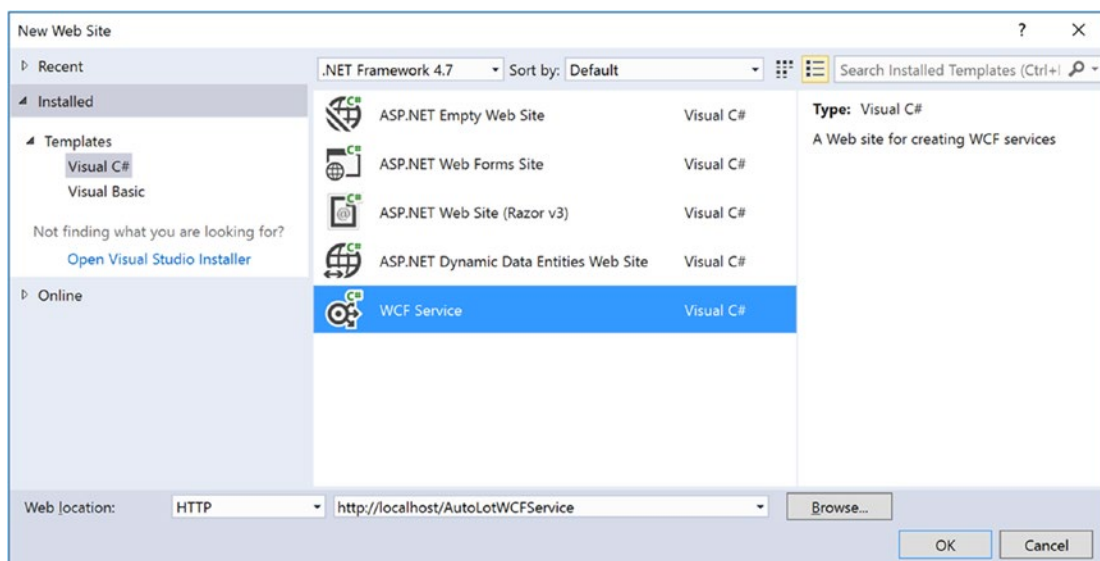 New Web Site
? ×
Recent
.NET Framework 4.7 Sort by: Default Search Installed Templates (Ctrl+
Installed
Templates
Visual C#
Visual Basic
Not finding what you are looking for?
Open Visual Studio Installer
Online
ASP.NET Empty Web Site Visual C#
ASP.NET Web Forms Site Visual C#
ASP.NET Web Site (Razor v3) Visual C#
ASP.NET Dynamic Data Entities Web Site Visual C#
WCF Service Visual C#
Type: Visual C#
A Web site for creating WCF services
Web location: HTTP http://localhost/AutoLotWCFService Browse...
OK Cancel